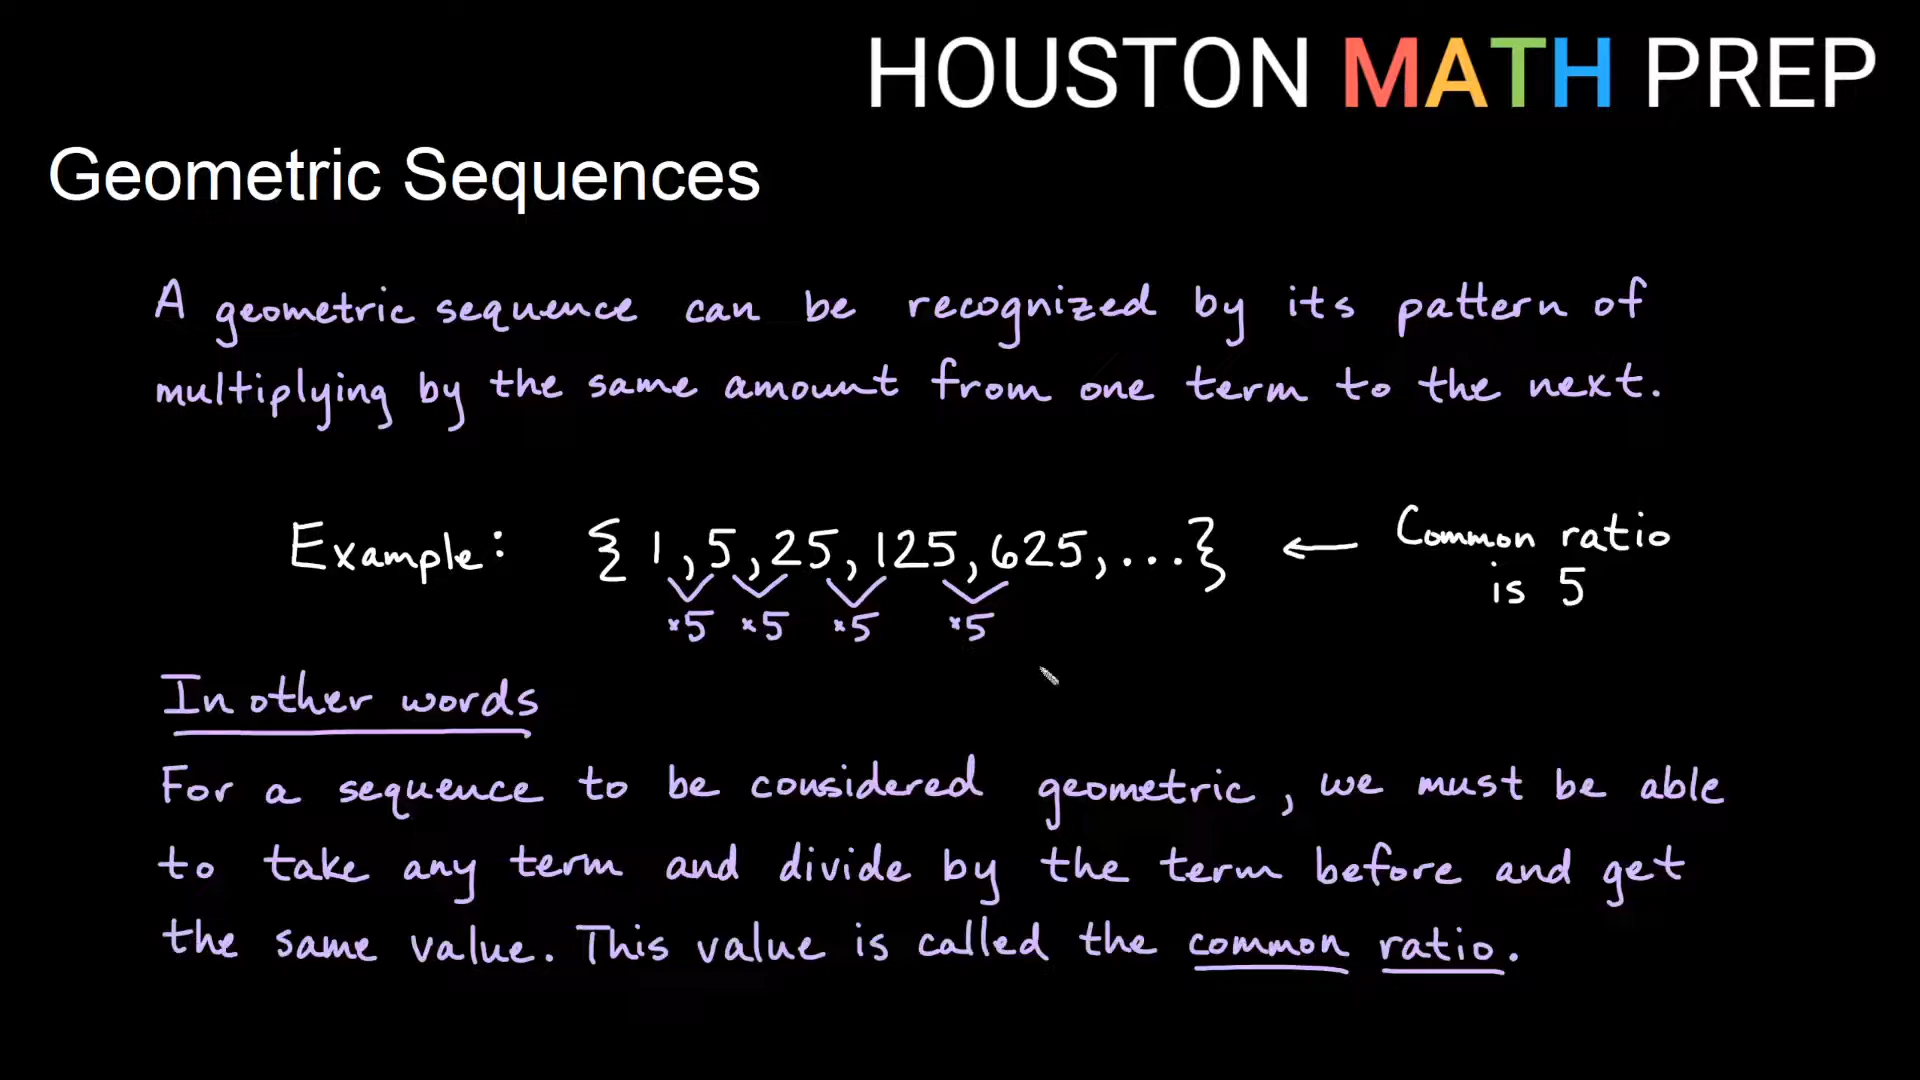 HOUSTON MATH PREP
Geometric Sequences
A geometric sequence can be recognized by its pattern of
multiplying by the same amount from one term to the next.
Example: { 1, 5, 25, 125, 625, ... } ← Common ratio
is 5
×5 ×5 ×5 ×5
In other words
For a sequence to be considered geometric, we must be able
to take any term and divide by the term before and get
the same value. This value is called the common ratio.